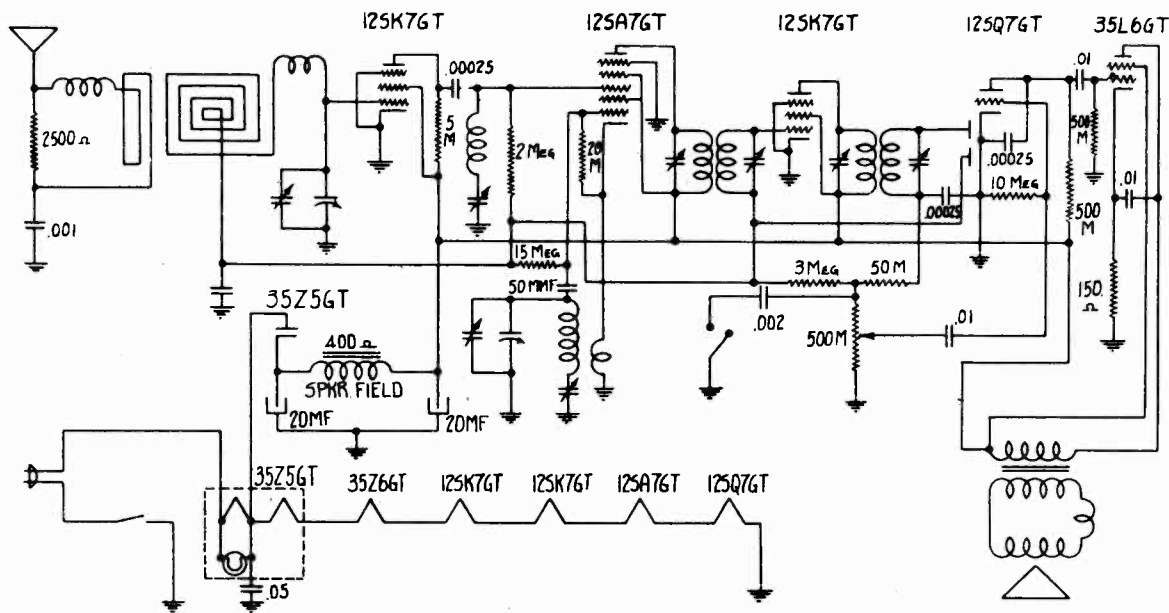 12SK7GT
12SA7GT
12SK7GT
12SQ7GT
35L6GT
2500 Ω
.001
.00025
5 M
2 MEG
20 M
.00025
.00025
10 MEG
.01
500 M
500 M
.01
150 Ω
15 MEG
50 MMF
3 MEG
50 M
.002
500 M
.01
35Z5GT
400 Ω
SPKR. FIELD
20MF
20MF
35Z5GT
35Z6GT
12SK7GT
12SK7GT
12SA7GT
12SQ7GT
.05